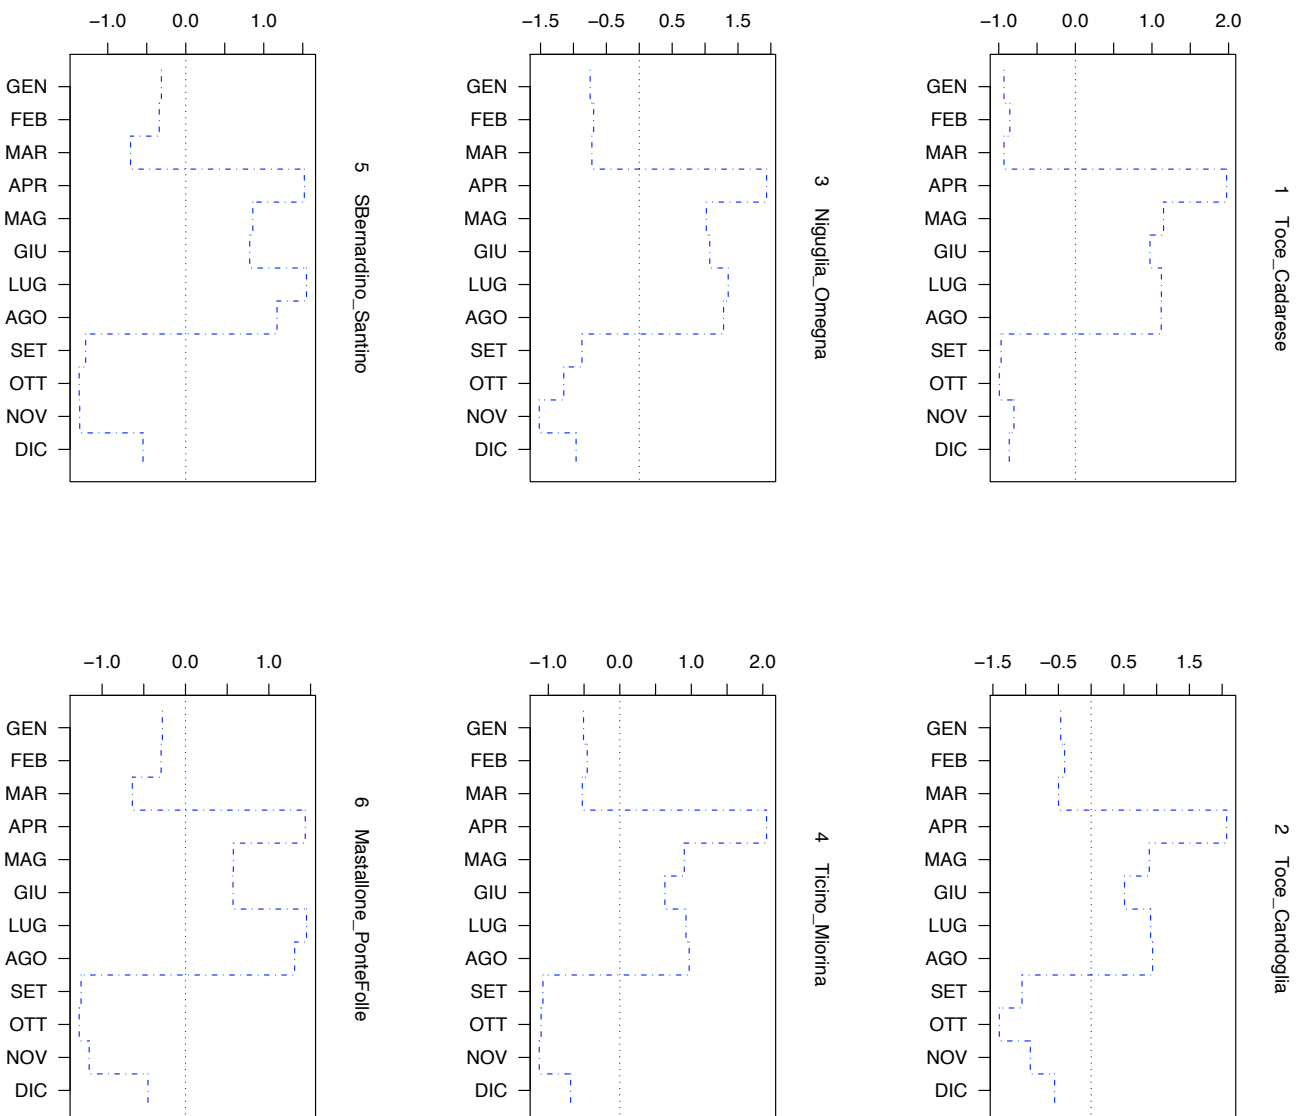 −1.0 0.0 1.0
GEN
FEB
MAR
APR
MAG
GIU
LUG
AGO
SET
OTT
NOV
DIC
5 SBernardino_Santino
−1.5 −0.5 0.5 1.5
GEN
FEB
MAR
APR
MAG
GIU
LUG
AGO
SET
OTT
NOV
DIC
3 Niguglia_Omegna
−1.0 0.0 1.0 2.0
GEN
FEB
MAR
APR
MAG
GIU
LUG
AGO
SET
OTT
NOV
DIC
1 Toce_Cadarese
−1.0 0.0 1.0
GEN
FEB
MAR
APR
MAG
GIU
LUG
AGO
SET
OTT
NOV
DIC
6 Mastallone_PonteFolle
−1.0 0.0 1.0 2.0
GEN
FEB
MAR
APR
MAG
GIU
LUG
AGO
SET
OTT
NOV
DIC
4 Ticino_Miorina
−1.5 −0.5 0.5 1.5
GEN
FEB
MAR
APR
MAG
GIU
LUG
AGO
SET
OTT
NOV
DIC
2 Toce_Candoglia